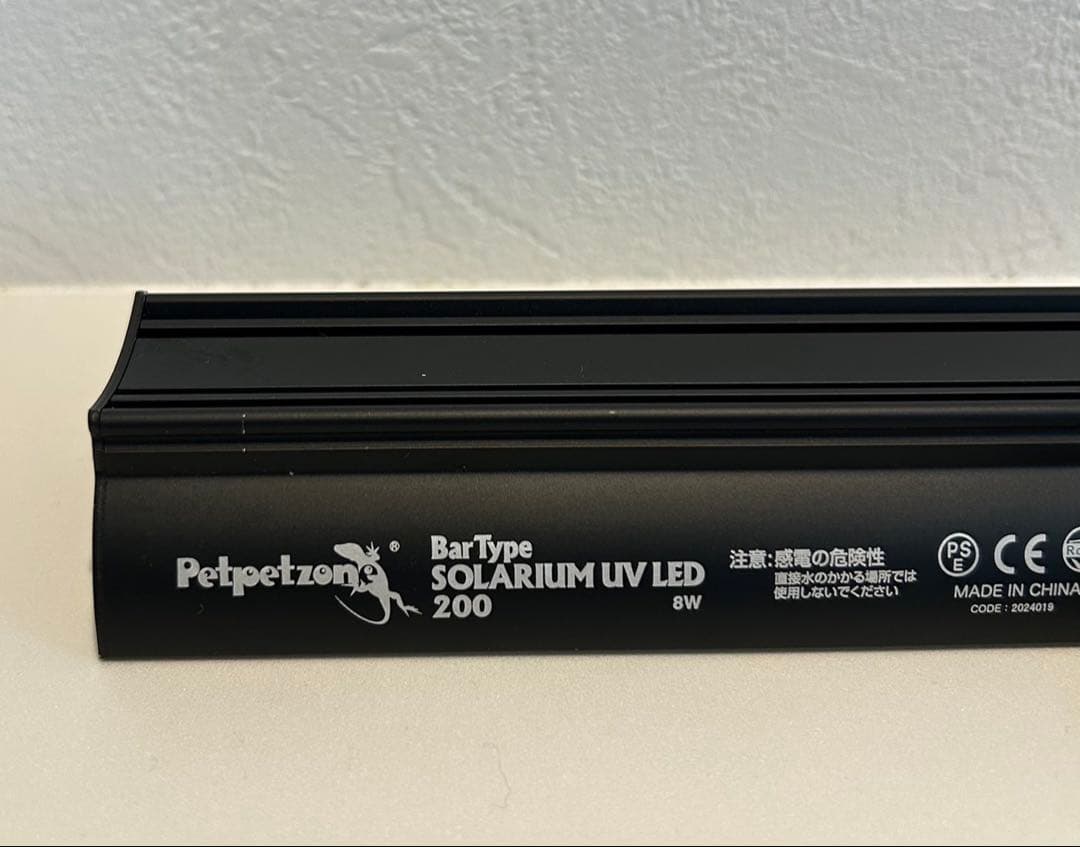 Petpetzon®
Bar Type
SOLARIUM UV LED
200
8W
注意:感電の危険性
直接水のかかる場所では
使用しないでください
PS
E
CE
MADE IN CHINA
CODE : 2024019